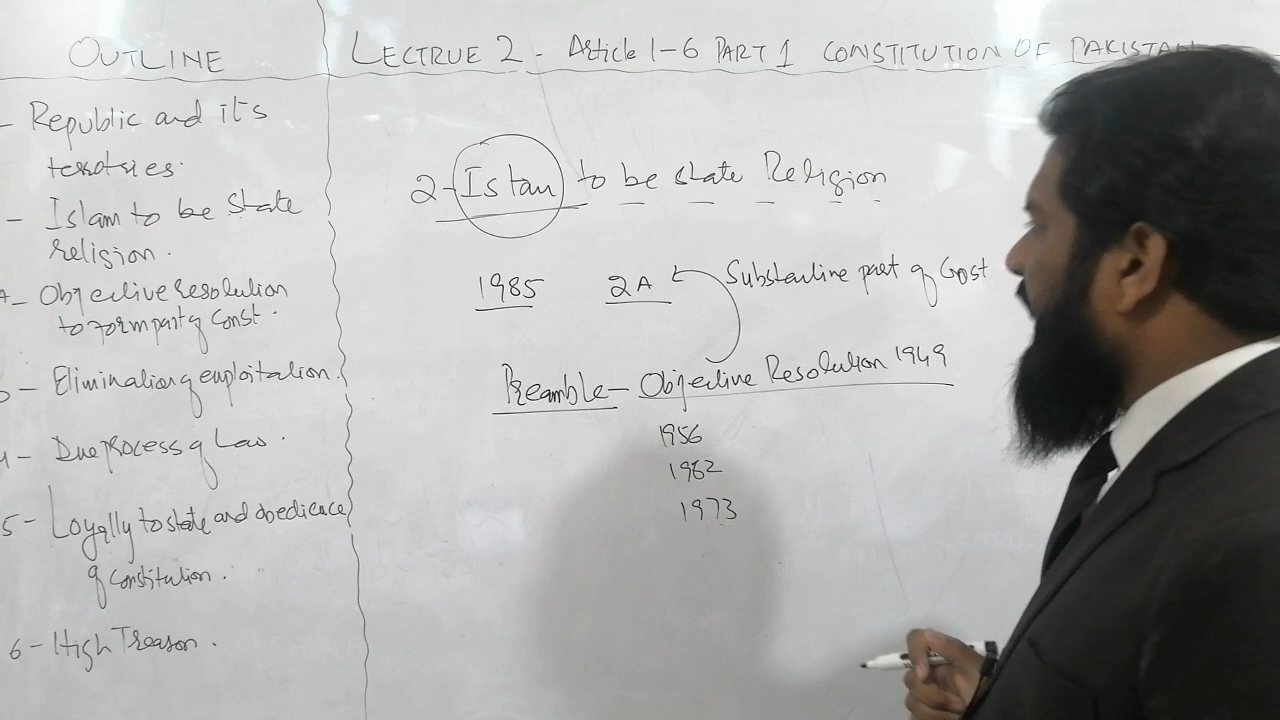 OUTLINE
LECTRUE 2 - Article 1-6 PART 1 CONSTITUTION OF PAKISTAN
- Republic and it's
terrotries.
- Islam to be State
religion.
A- Objective resolution
to form part of Const.
- Elimination of exploitation.
4- Due PROCESS of Law.
5- Loyally to state and obedience
of constitution.
6- High Treason.
2- Islam to be state Religion
1985 2A Substantive part of Const
Preamble- Objective Resolution 1949
1956
1962
1973